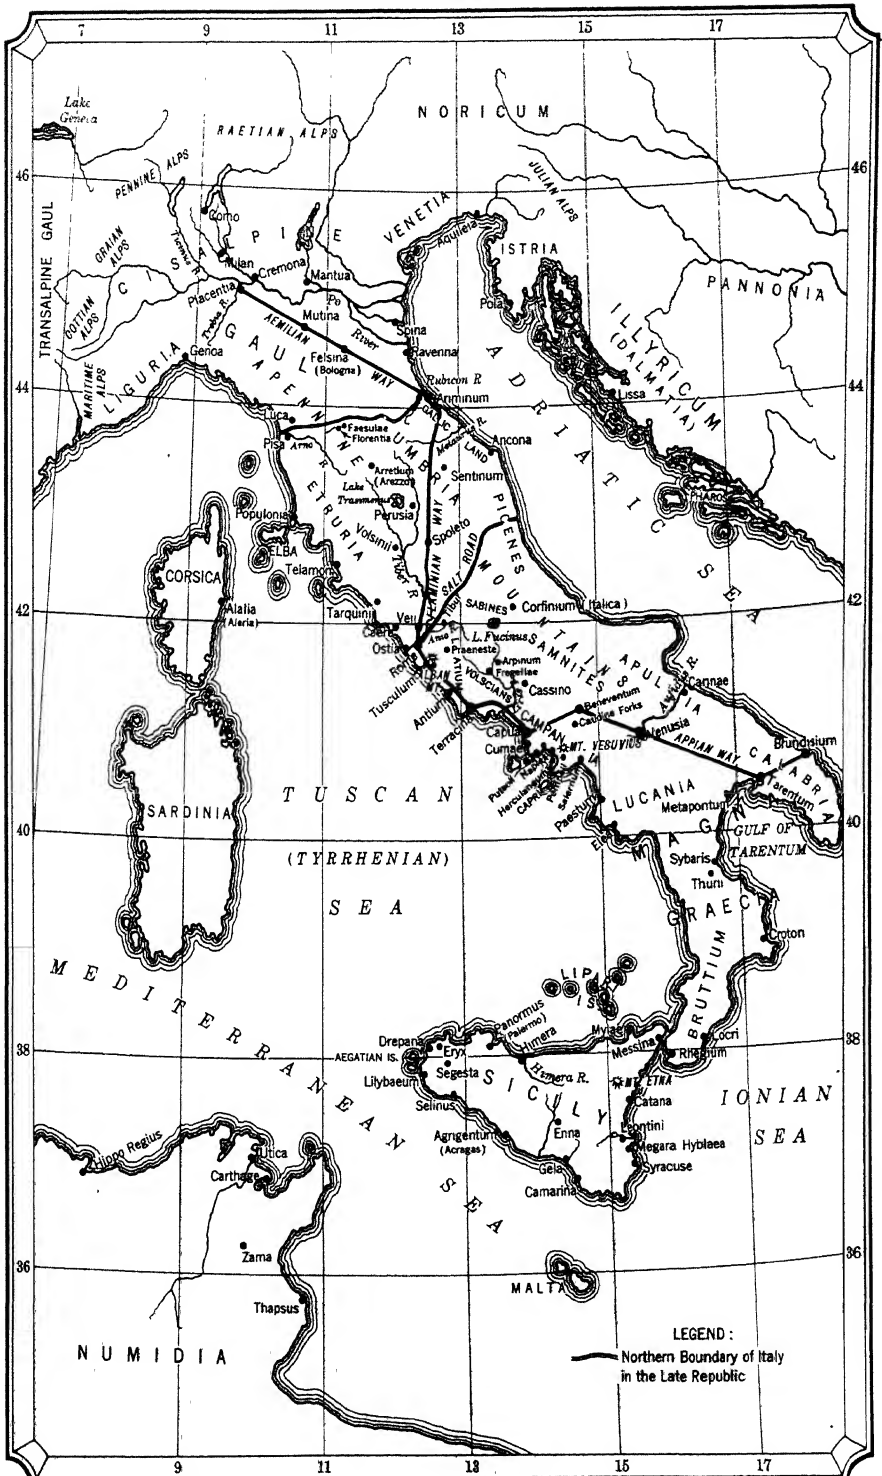 7 9 11 13 15 17
Lake
Geneva
NORICUM
RAETIAN ALPS
46
PENNINE ALPS
JULIAN ALPS
46
TRANSALPINE GAUL
GRAIAN
ALPS
Como
VENETIA
Aquileia
ISTRIA
CISALPINE
Ticinus R.
Milan
Cremona
Mantua
PANNONIA
COTTIAN
ALPS
Placentia
Trebia R.
Po
River
Mutina
Spina
Pola
ILLYRICUM
(DALMATIA)
GAUL
AEMILIAN
WAY
Felsina
(Bologna)
Ravenna
ADRIATIC
SEA
MARITIME
ALPS
LIGURIA
Genoa
APENNINE
Rubicon R
Ariminum
44
44
Lissa
Luca
Pisa
Arno
R
Faesulae
Florentia
UMBRIA
GALLIC
LAND
Metaurus R.
Ancona
Arretium
(Arezzo)
Sentinum
Lake
Trasimenus
Perusia
PHAROS
Populonia
ETRURIA
ELBA
Volsinii
Spoleto
PICENES
Telamon
Tiber
R
FLAMINIAN WAY
SALT ROAD
MOUNTAINS
CORSICA
42
42
Alalia
(Aleria)
Tarquinii
Veii
SABINES
Corfinium (Italica)
Caere
Ostia
Rome
L. Fucinus
Praeneste
SAMNITES
APULIA
Arpinum
Fregellae
Tusculum
LATIUM
VOLSCIANS
Cassino
Cannae
Antium
Terracina
CAMPANIA
Beneventum
Caudine Forks
Venusia
APPIAN WAY
Capua
Cumae
MT. VESUVIUS
Brundisium
CALABRIA
Tarentum
Herculaneum
Paestum
LUCANIA
Metapontum
TUSCAN
(TYRRHENIAN)
SEA
SARDINIA
40
40
GULF OF
TARENTUM
MAGNA
GRAECIA
Sybaris
Thurii
Croton
BRUTTIUM
MEDITERRANEAN
SEA
Panormus
(Palermo)
Himera
Mylae
Messina
Rhegium
Locri
38
38
Drepana
AEGATIAN IS.
Eryx
Segesta
Lilybaeum
Selinus
SICILY
Himera R.
MT. ETNA
Catana
IONIAN
SEA
Leontini
Megara Hyblaea
Syracuse
Agrigentum
(Acragas)
Enna
Gela
Camarina
Hippo Regius
Utica
Carthage
36
36
Zama
MALTA
Thapsus
NUMIDIA
LEGEND:
Northern Boundary of Italy
in the Late Republic
9 11 13 15 17